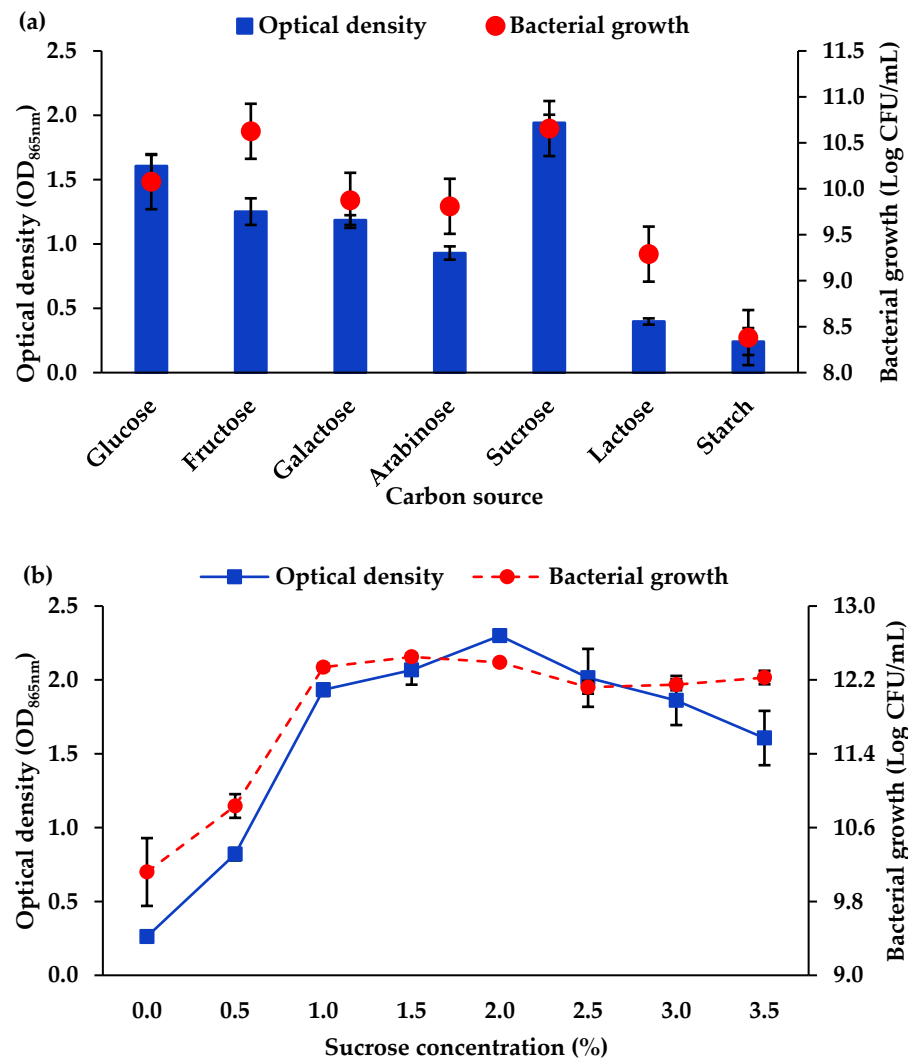 (a)
Optical density
Bacterial growth
Optical density (OD865nm)
2.5
2.0
1.5
1.0
0.5
0.0
11.5
11.0
10.5
10.0
9.5
9.0
8.5
8.0
Bacterial growth (Log CFU/mL)
Glucose
Fructose
Galactose
Arabinose
Sucrose
Lactose
Starch
Carbon source
(b)
Optical density
Bacterial growth
Optical density (OD865nm)
2.5
2.0
1.5
1.0
0.5
0.0
13.0
12.2
11.4
10.6
9.8
9.0
Bacterial growth (Log CFU/mL)
0.0 0.5 1.0 1.5 2.0 2.5 3.0 3.5
Sucrose concentration (%)